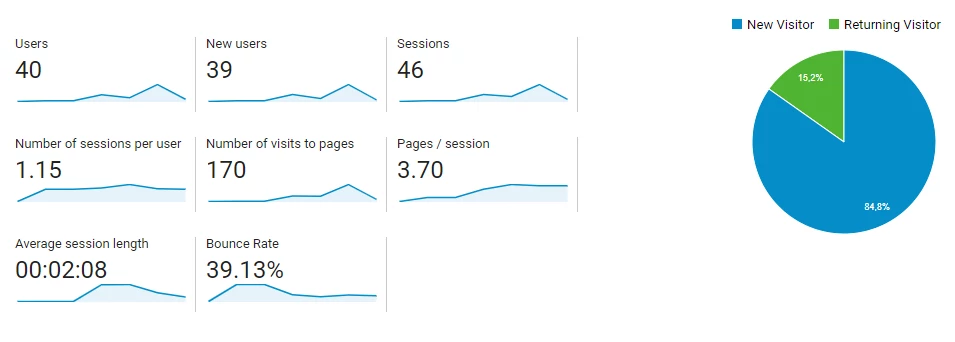 New Visitor
Returning Visitor
Users
40
New users
39
Sessions
46
Number of sessions per user
1.15
Number of visits to pages
170
Pages / session
3.70
Average session length
00:02:08
Bounce Rate
39.13%
15,2%
84,8%